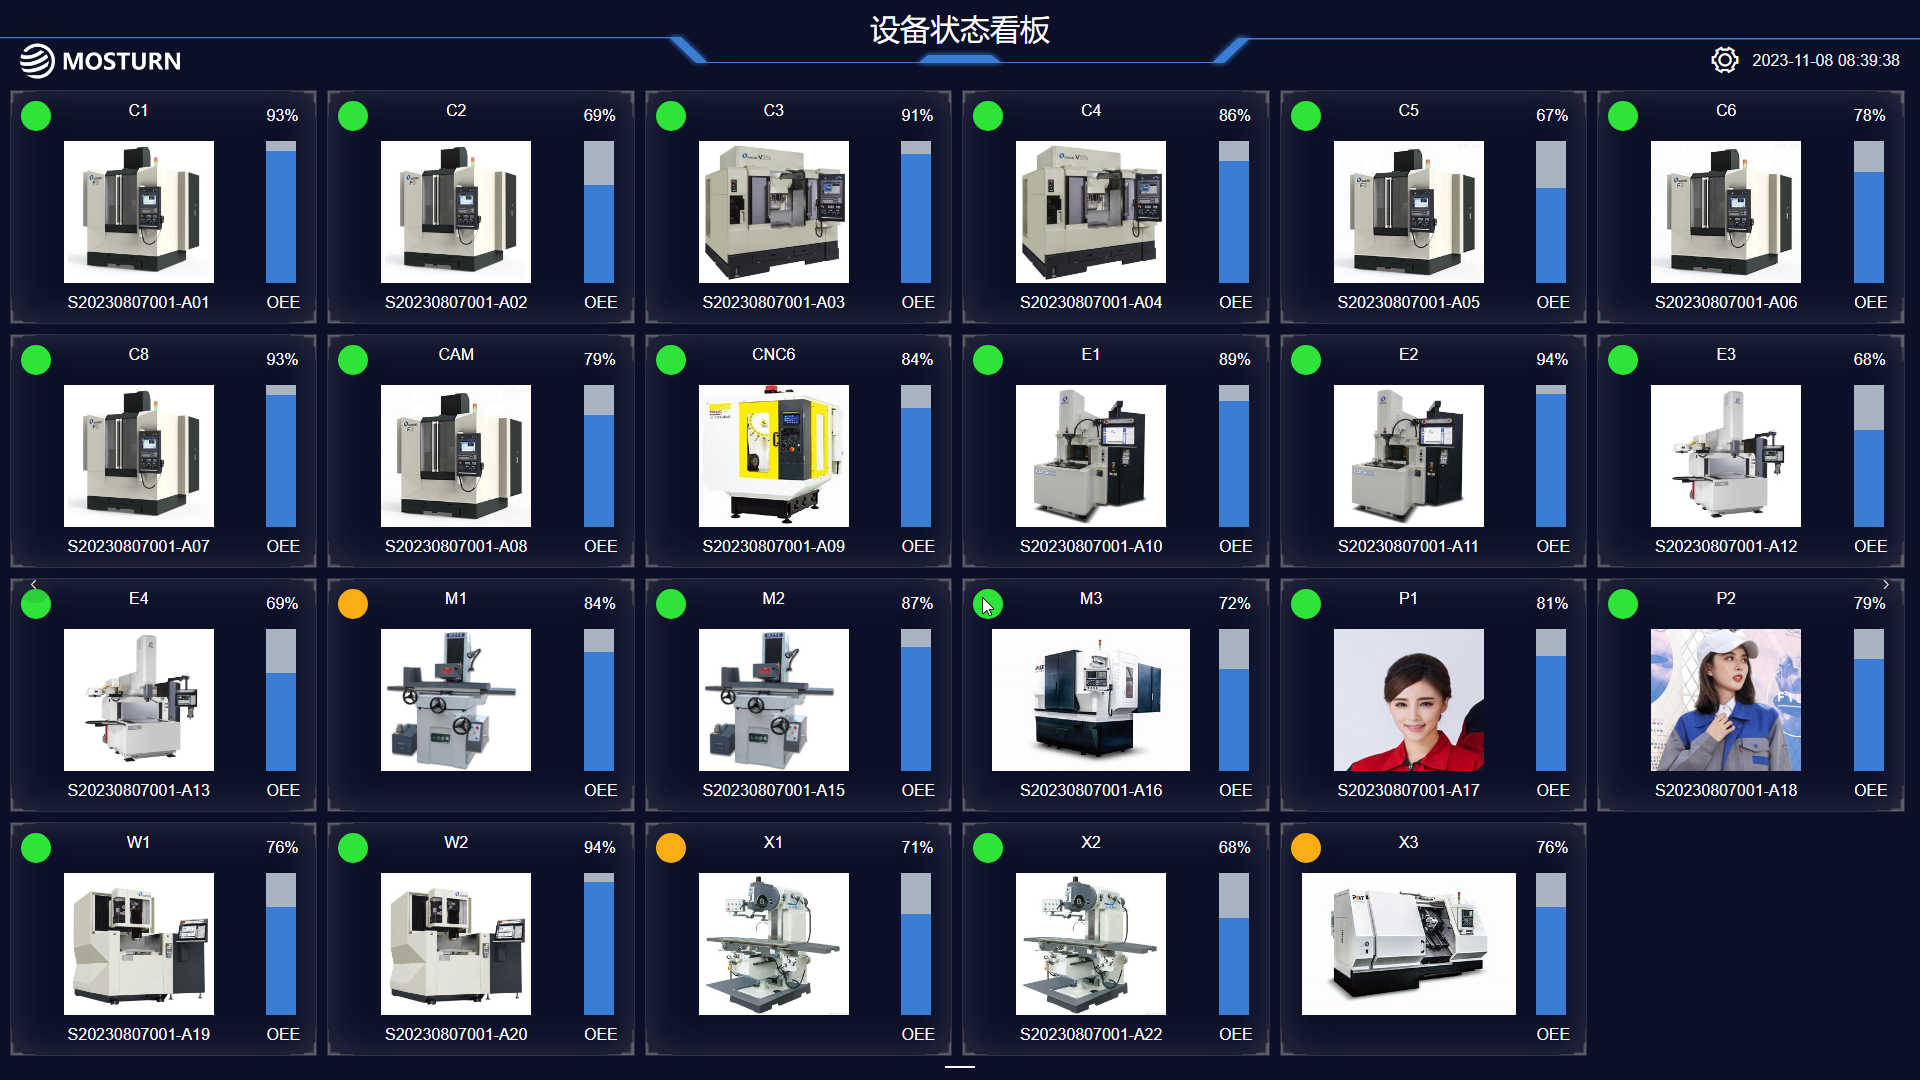 设备状态看板
MOSTURN
2023-11-08 08:39:38
C1 93%
S20230807001-A01 OEE
C2 69%
S20230807001-A02 OEE
C3 91%
S20230807001-A03 OEE
C4 86%
S20230807001-A04 OEE
C5 67%
S20230807001-A05 OEE
C6 78%
S20230807001-A06 OEE
C8 93%
S20230807001-A07 OEE
CAM 79%
S20230807001-A08 OEE
CNC6 84%
S20230807001-A09 OEE
E1 89%
S20230807001-A10 OEE
E2 94%
S20230807001-A11 OEE
E3 68%
S20230807001-A12 OEE
E4 69%
S20230807001-A13 OEE
M1 84%
OEE
M2 87%
S20230807001-A15 OEE
M3 72%
S20230807001-A16 OEE
P1 81%
S20230807001-A17 OEE
P2 79%
S20230807001-A18 OEE
W1 76%
S20230807001-A19 OEE
W2 94%
S20230807001-A20 OEE
X1 71%
OEE
X2 68%
S20230807001-A22 OEE
X3 76%
OEE